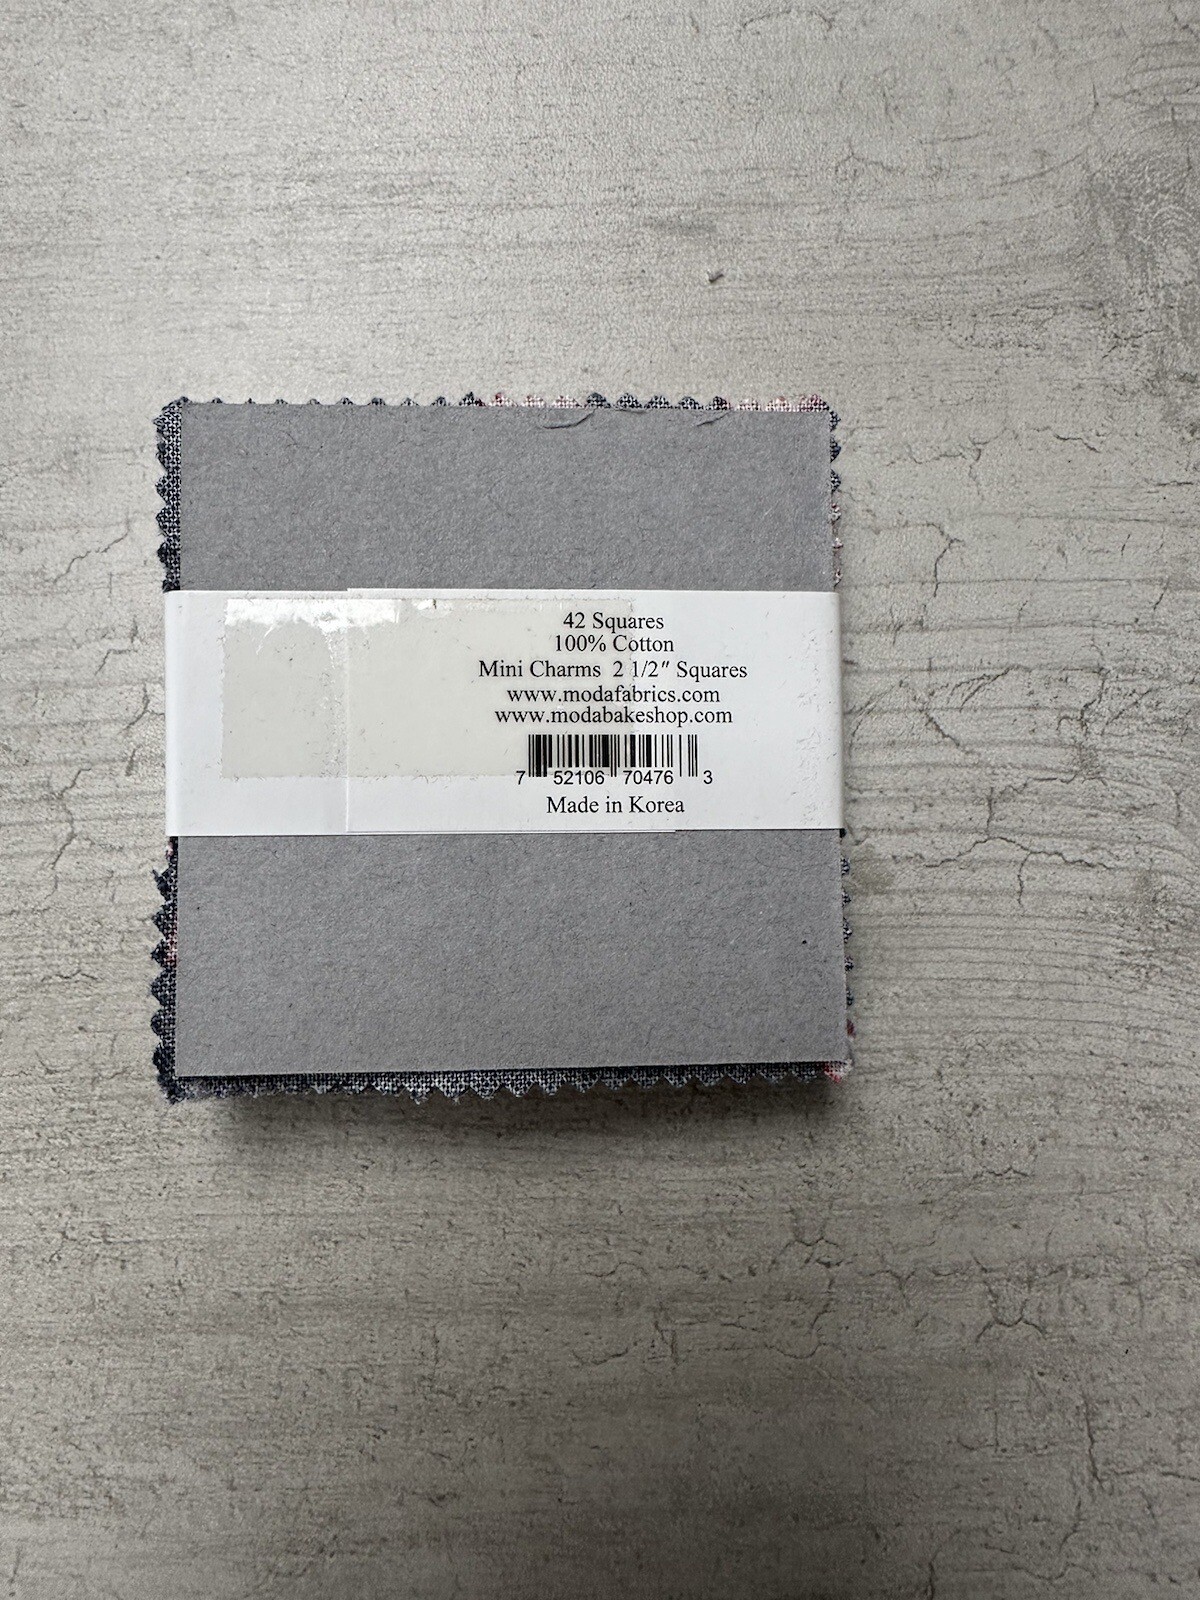 42 Squares
100% Cotton
Mini Charms 2 1/2" Squares
www.modafabrics.com
www.modabakeshop.com
7 52106 70476 3
Made in Korea